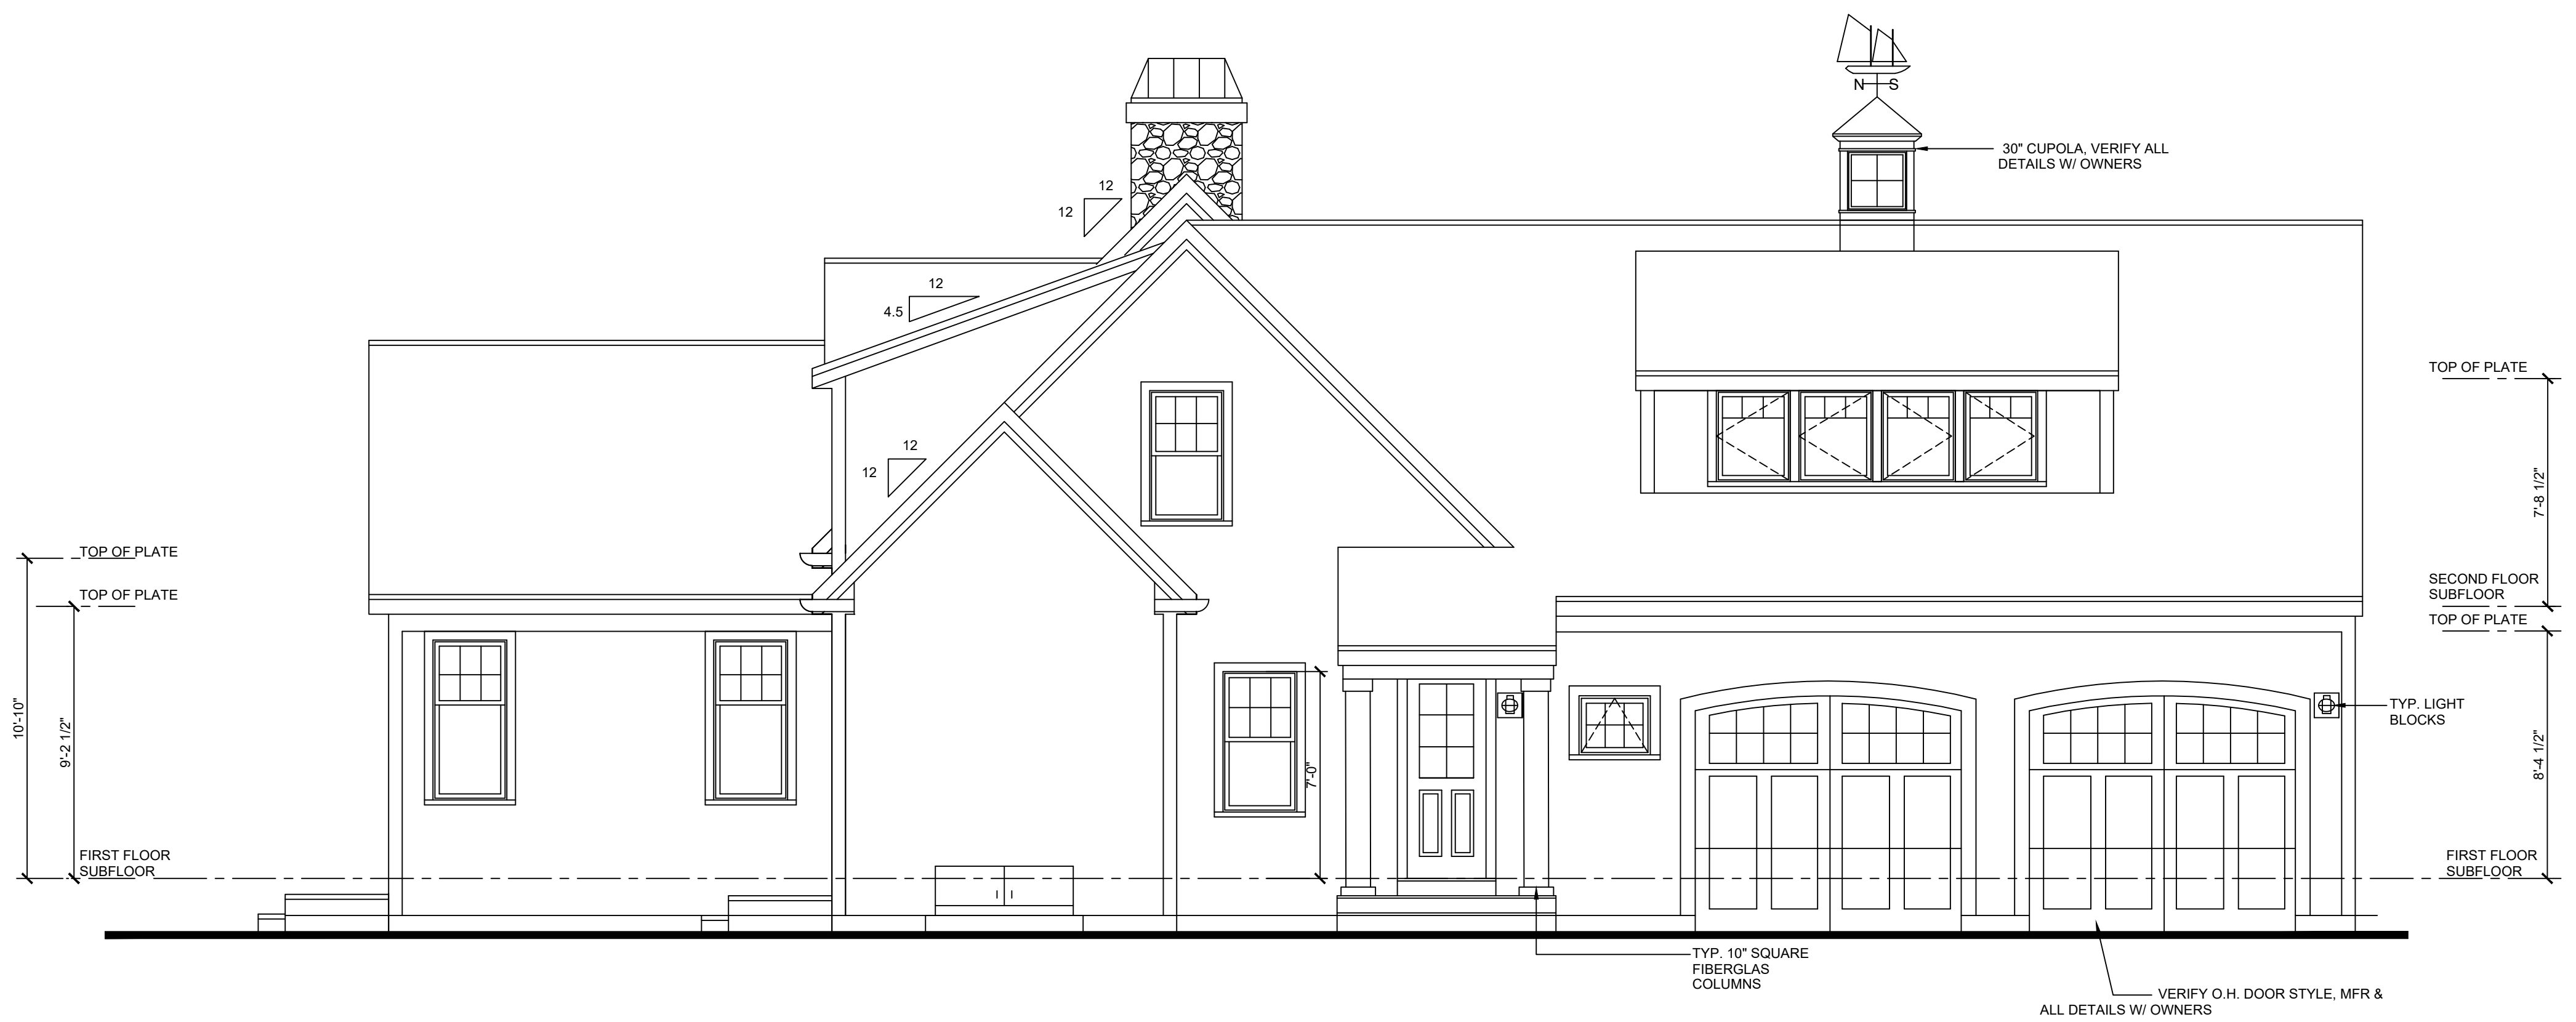 N S
30" CUPOLA, VERIFY ALL
DETAILS W/ OWNERS
12
12
12
4.5
12
12
TOP OF PLATE
7'-8 1/2"
SECOND FLOOR
SUBFLOOR
TOP OF PLATE
TOP OF PLATE
TOP OF PLATE
10'-10"
9'-2 1/2"
7'-0"
TYP. LIGHT
BLOCKS
8'-4 1/2"
FIRST FLOOR
SUBFLOOR
FIRST FLOOR
SUBFLOOR
TYP. 10" SQUARE
FIBERGLAS
COLUMNS
VERIFY O.H. DOOR STYLE, MFR &
ALL DETAILS W/ OWNERS